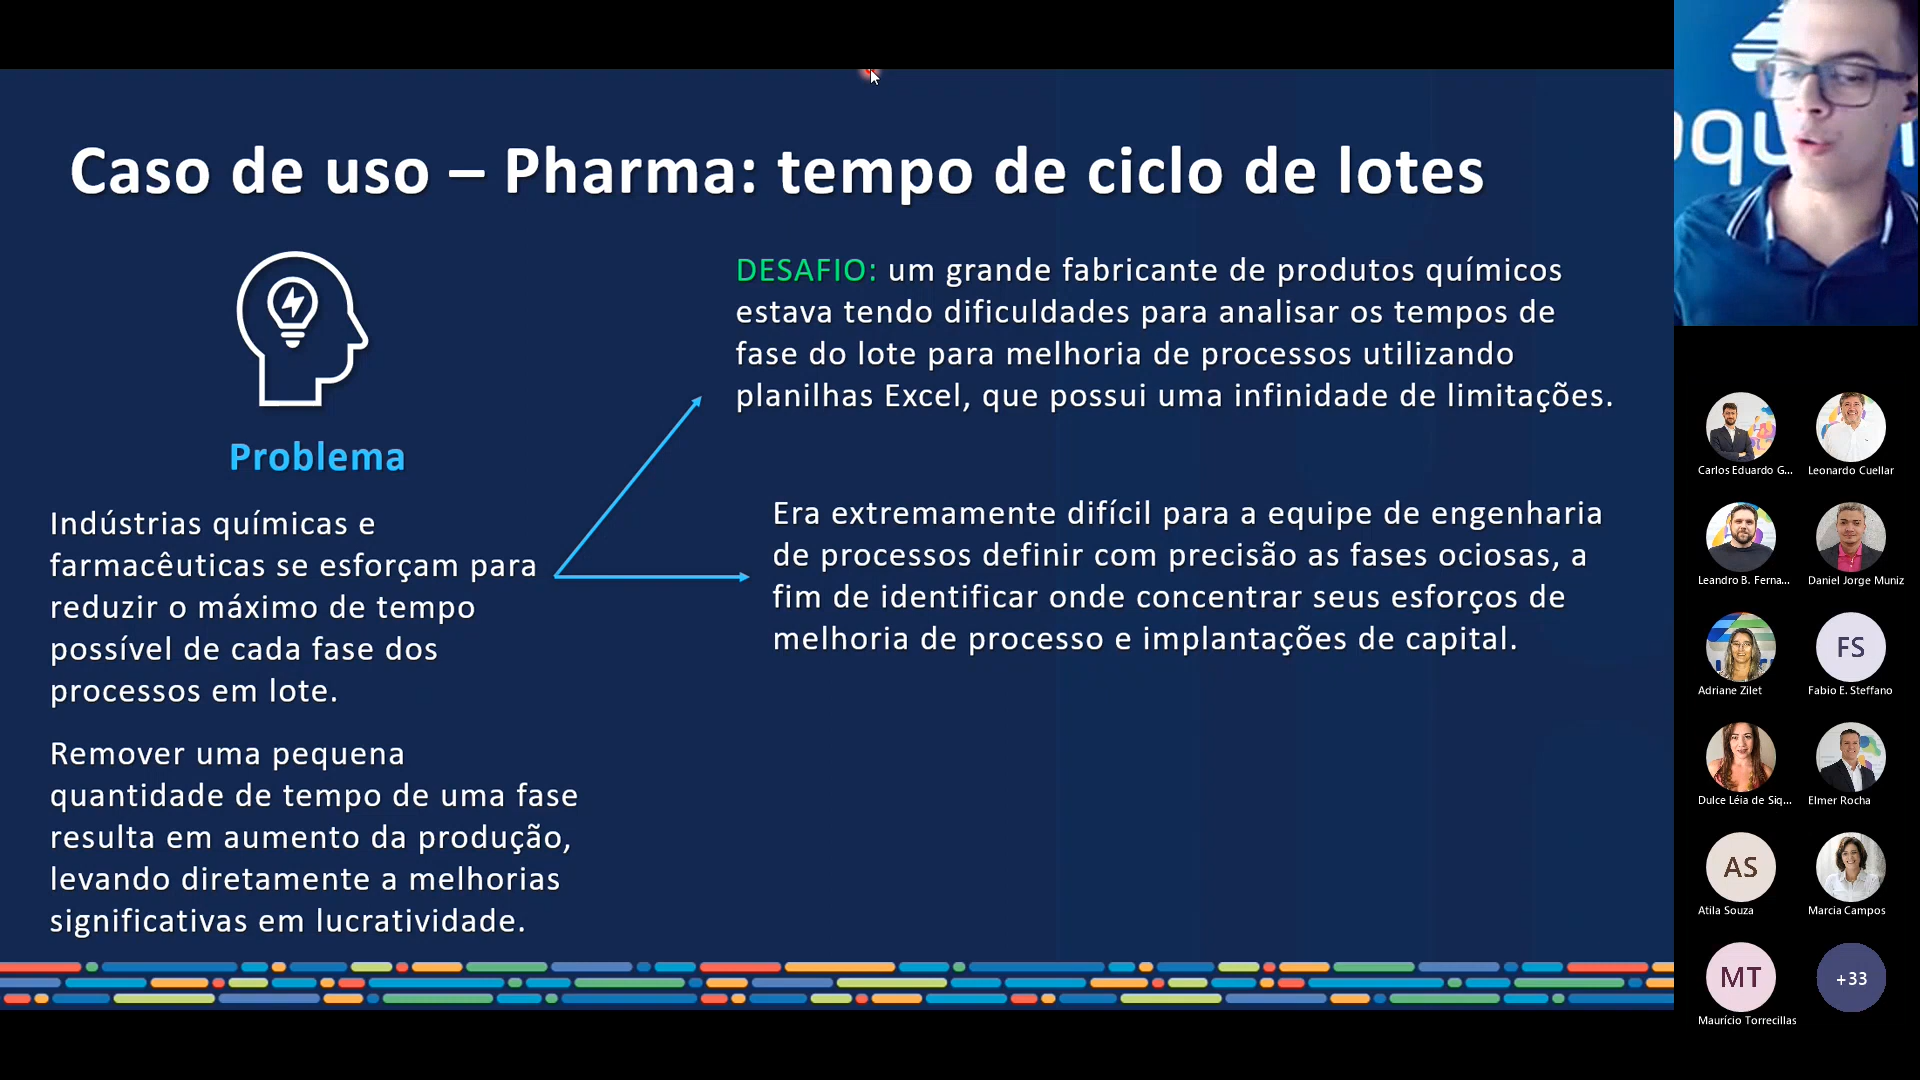 Caso de uso – Pharma: tempo de ciclo de lotes
Problema
Indústrias químicas e
farmacêuticas se esforçam para
reduzir o máximo de tempo
possível de cada fase dos
processos em lote.
Remover uma pequena
quantidade de tempo de uma fase
resulta em aumento da produção,
levando diretamente a melhorias
significativas em lucratividade.
DESAFIO: um grande fabricante de produtos químicos
estava tendo dificuldades para analisar os tempos de
fase do lote para melhoria de processos utilizando
planilhas Excel, que possui uma infinidade de limitações.
Era extremamente difícil para a equipe de engenharia
de processos definir com precisão as fases ociosas, a
fim de identificar onde concentrar seus esforços de
melhoria de processo e implantações de capital.
Carlos Eduardo G...
Leonardo Cuellar
Leandro B. Ferna...
Daniel Jorge Muniz
Adriane Zilet
FS
Fabio E. Steffano
Dulce Léia de Siq...
Elmer Rocha
AS
Atila Souza
Marcia Campos
MT
Maurício Torrecillas
+33